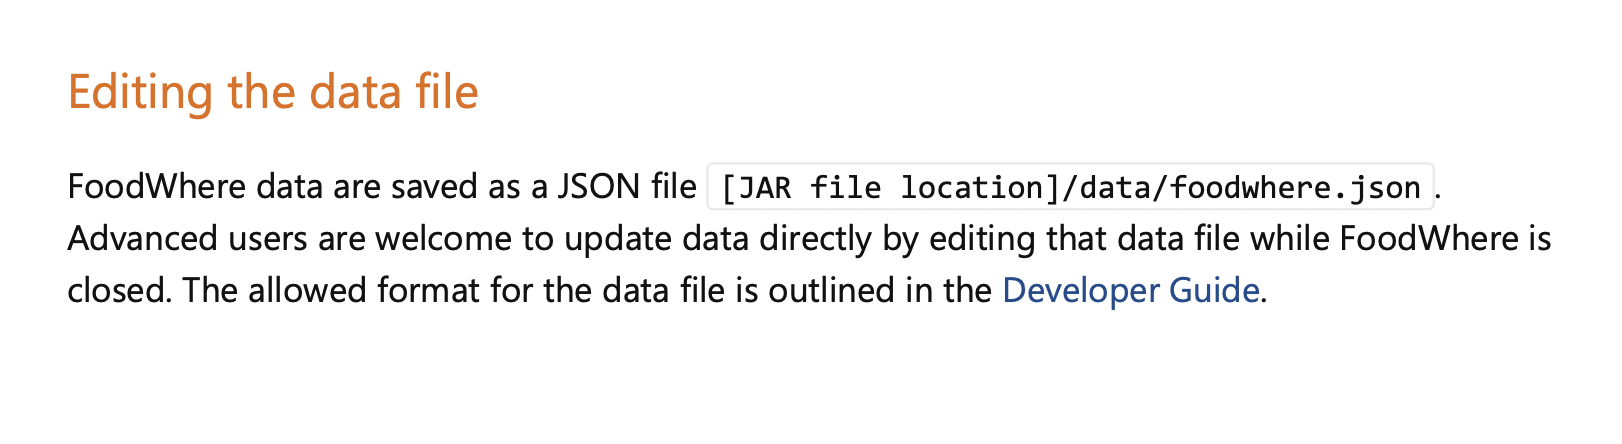 Editing the data file
FoodWhere data are saved as a JSON file [JAR file location]/data/foodwhere.json.
Advanced users are welcome to update data directly by editing that data file while FoodWhere is
closed. The allowed format for the data file is outlined in the Developer Guide.